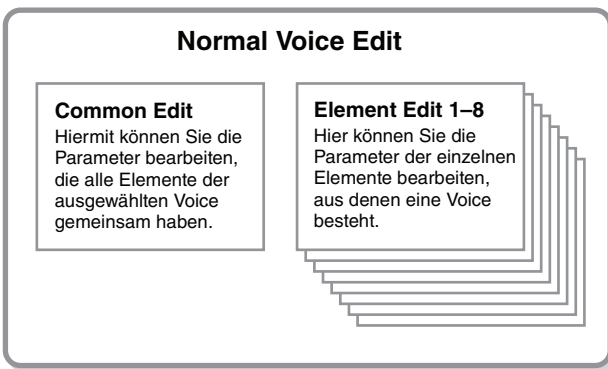 Normal Voice Edit
Common Edit
Hiermit können Sie die
Parameter bearbeiten,
die alle Elemente der
ausgewählten Voice
gemeinsam haben.
Element Edit 1–8
Hier können Sie die
Parameter der einzelnen
Elemente bearbeiten,
aus denen eine Voice
besteht.